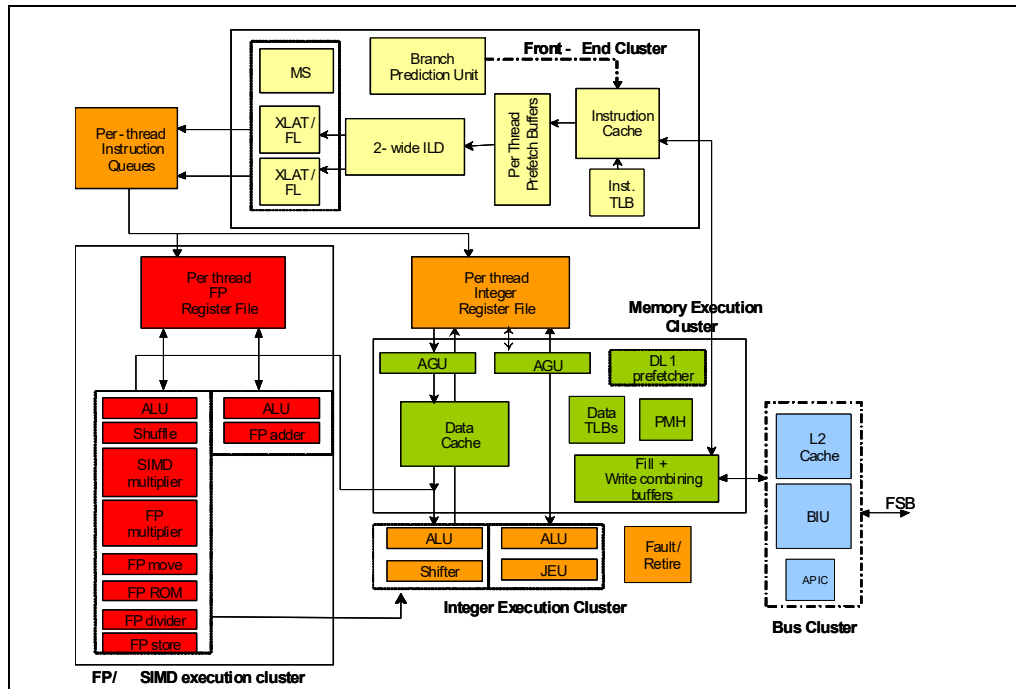 Front - End Cluster
MS
Branch
Prediction Unit
XLAT /
FL
XLAT /
FL
2- wide ILD
Per Thread
Prefetch Buffers
Instruction
Cache
Inst.
TLB
Per - thread
Instruction
Queues
Per thread
FP
Register File
Per thread
Integer
Register File
Memory Execution
Cluster
AGU
AGU
DL 1
prefetcher
Data
Cache
Data
TLBs
PMH
Fill +
Write combining
buffers
L2
Cache
BIU
APIC
FSB
Bus Cluster
ALU
Shuffle
SIMD
multiplier
FP
multiplier
FP move
FP ROM
FP divider
FP store
ALU
FP adder
ALU
Shifter
ALU
JEU
Fault /
Retire
Integer Execution Cluster
FP/ SIMD execution cluster